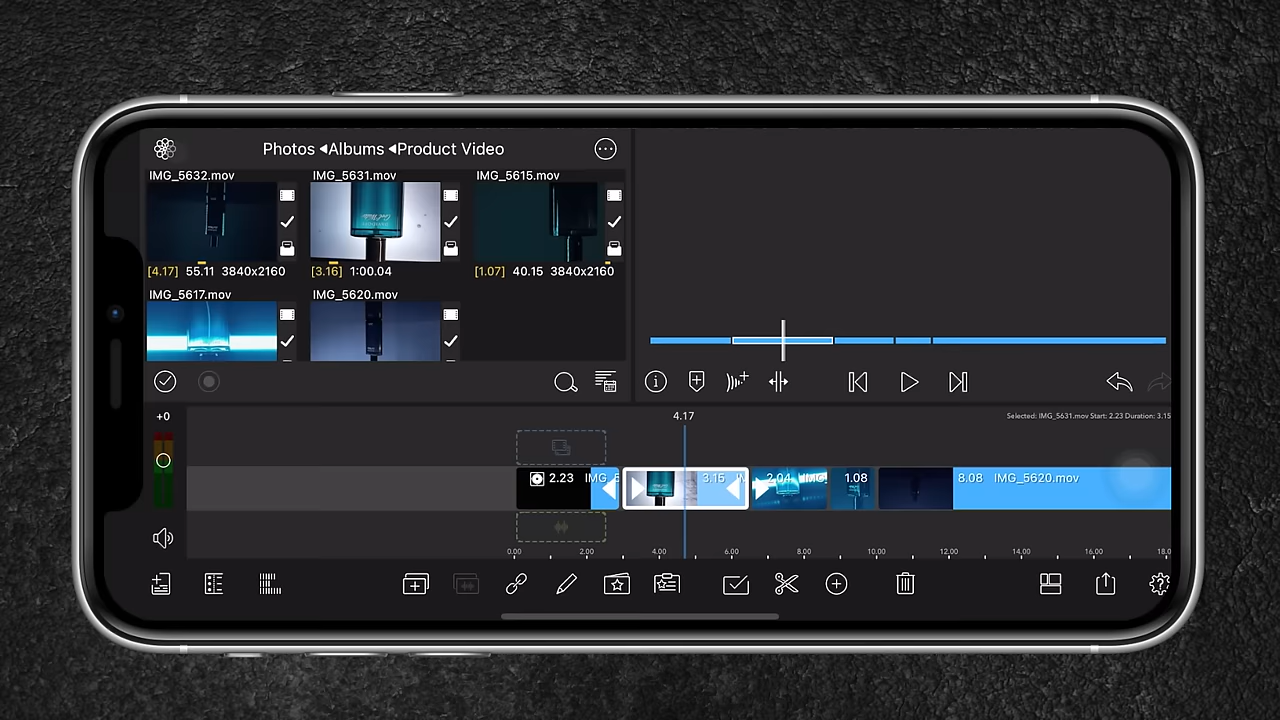 Photos ◀Albums ◀Product Video
IMG_5632.mov
IMG_5631.mov
IMG_5615.mov
[4.17] 55.11 3840x2160
[3.16] 1:00.04
[1.07] 40.15 3840x2160
IMG_5617.mov
IMG_5620.mov
+0
4.17
Selected: IMG_5631.mov Start: 2.23 Duration: 3.15
2.23 IMG_5
3.15
2.04 IMG
1.08
8.08 IMG_5620.mov
0.00 2.00 4.00 6.00 8.00 10.00 12.00 14.00 16.00 18.0